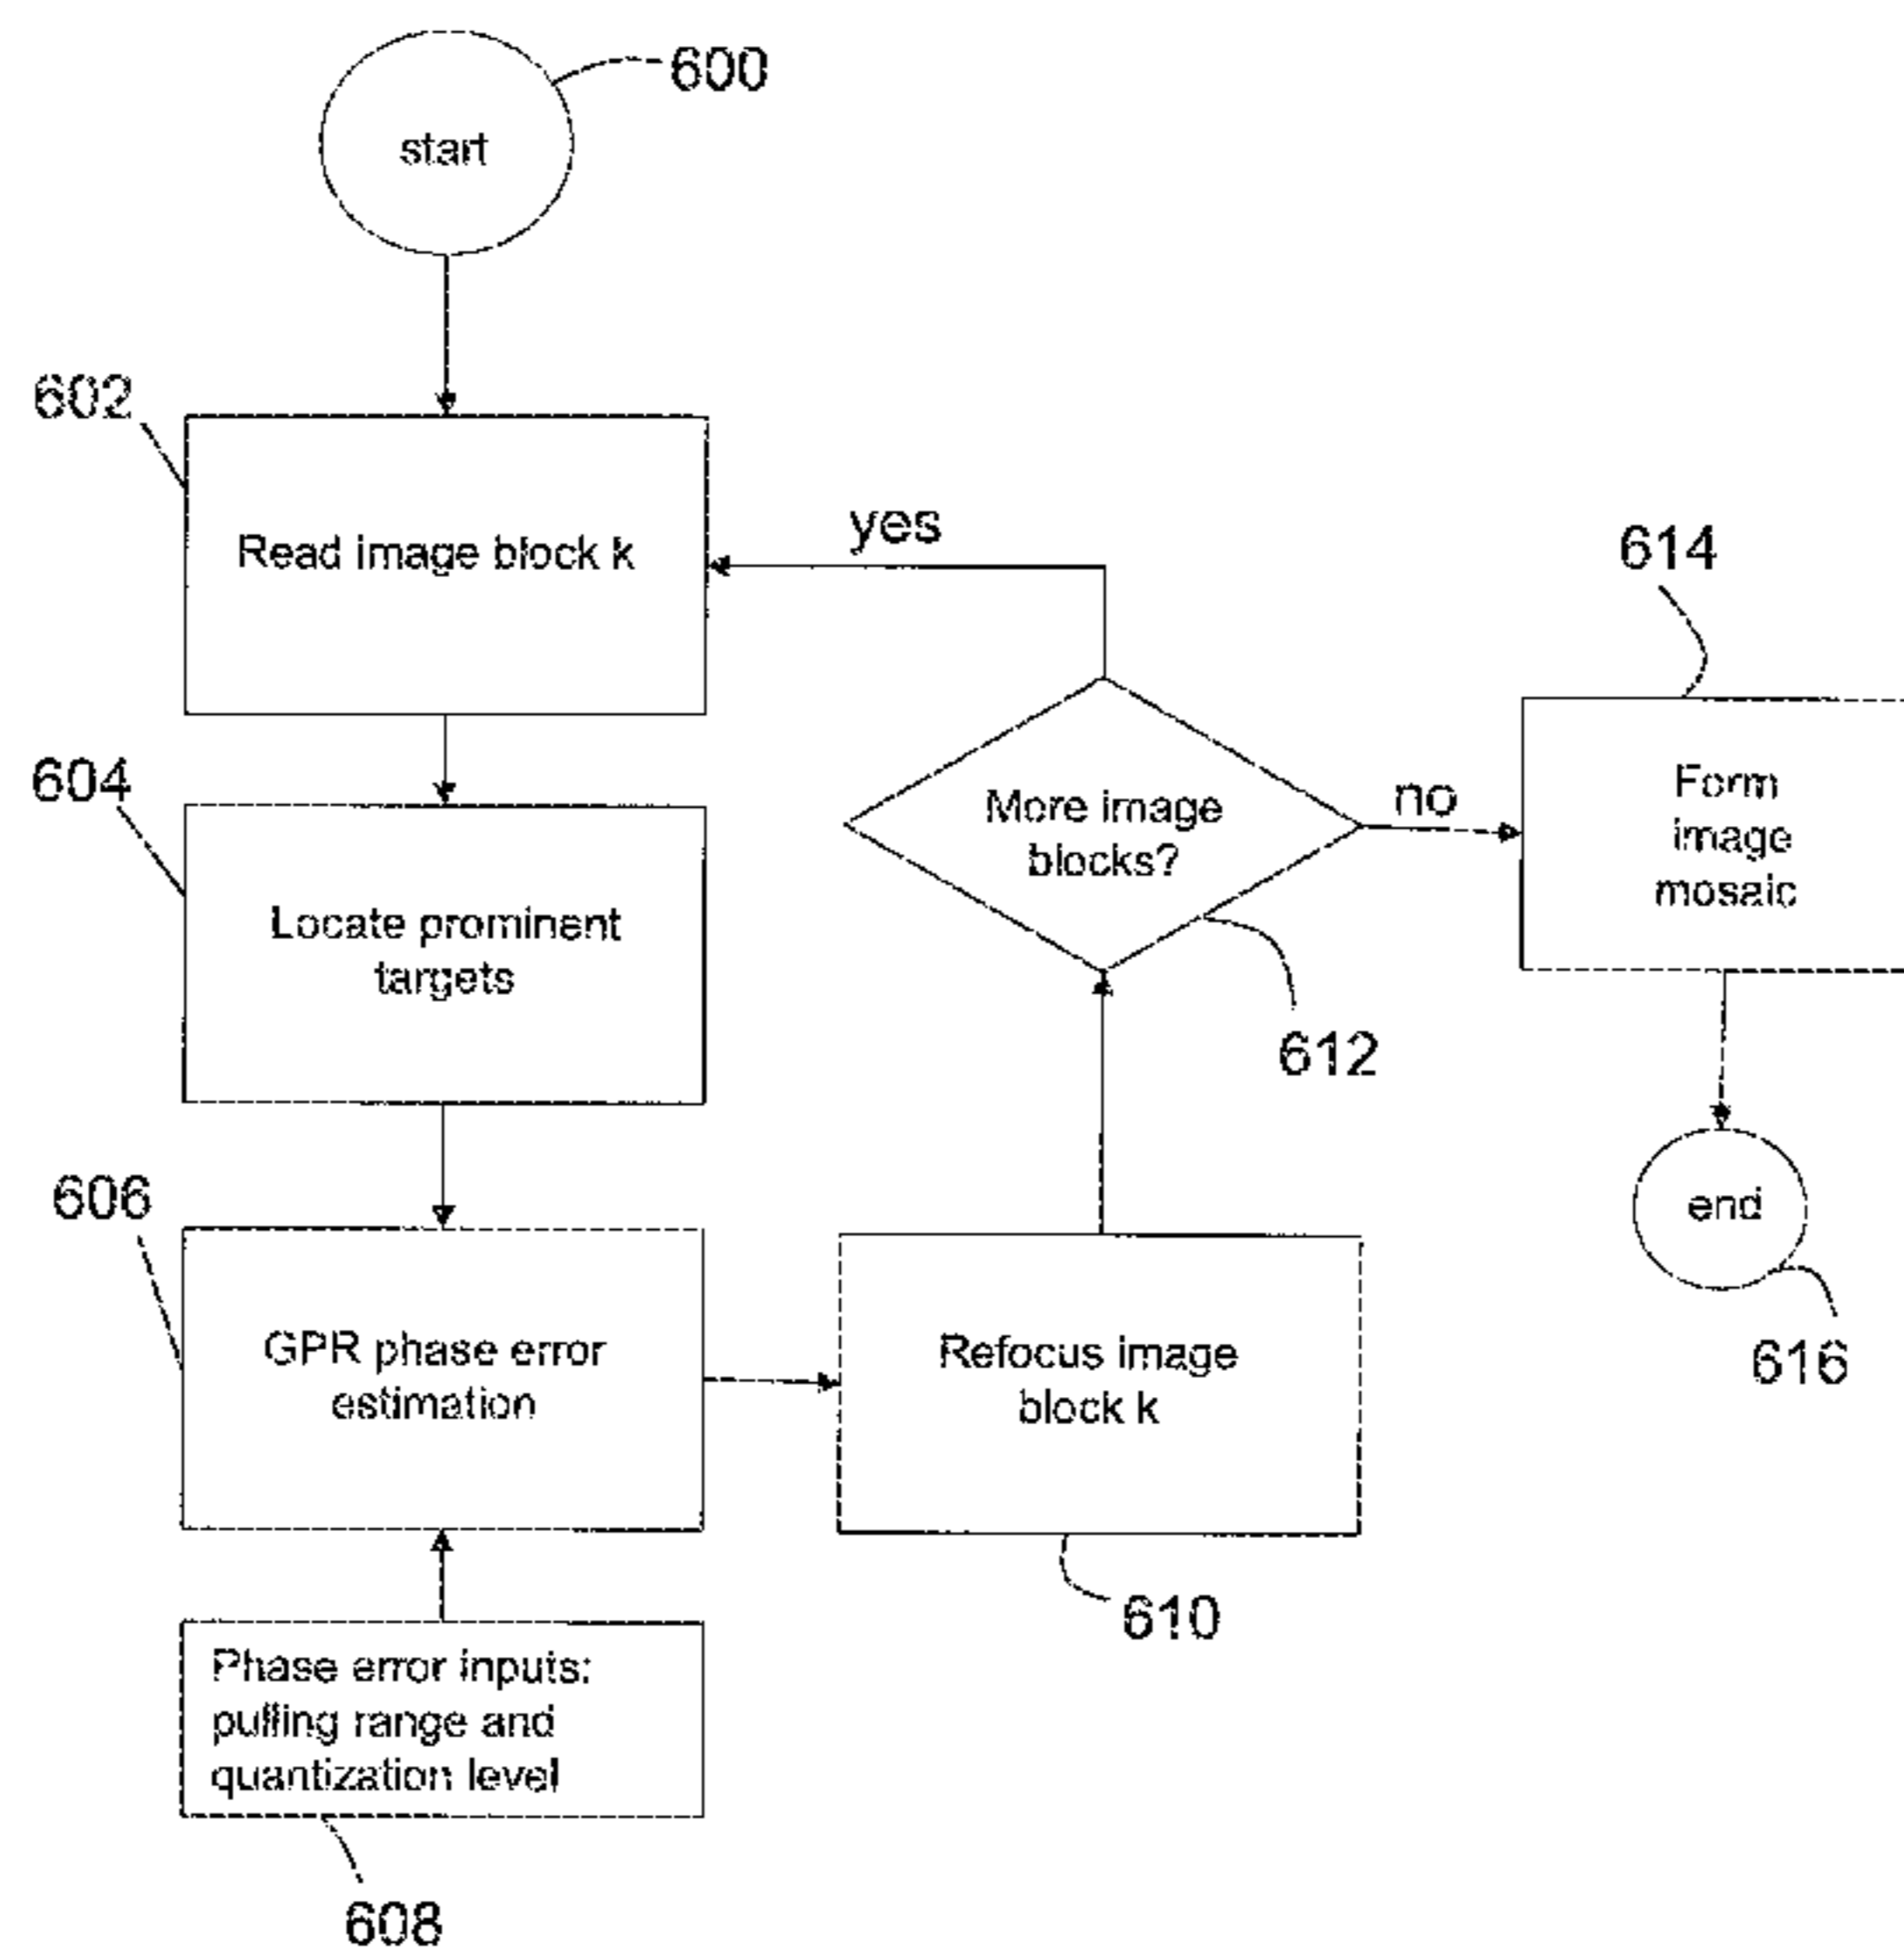 600
start
602
Read image block k
yes
614
604
Locate prominent
targets
More image
blocks?
no
Form
image
mosaic
612
606
GPR phase error
estimation
Refocus image
block k
end
616
610
Phase error inputs:
pulling range and
quantization level
608